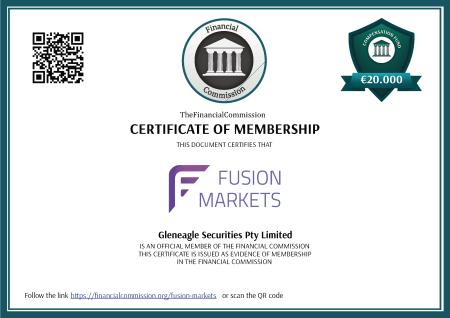 Financial
Commission
COMPENSATION FUND
€20.000
TheFinancialCommission
CERTIFICATE OF MEMBERSHIP
THIS DOCUMENT CERTIFIES THAT
FUSION
MARKETS
Gleneagle Securities Pty Limited
IS AN OFFICIAL MEMBER OF THE FINANCIAL COMMISSION
THIS CERTIFICATE IS ISSUED AS EVIDENCE OF MEMBERSHIP
IN THE FINANCIAL COMMISSION
Follow the link https://financialcommission.org/fusion-markets or scan the QR code